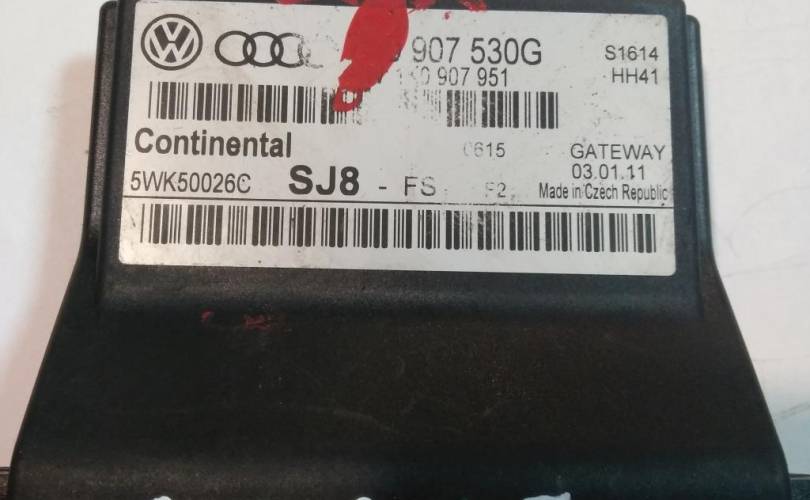 907 530G
S1614
907 951
HH41
Continental
0615
GATEWAY
03.01.11
5WK50026C SJ8 - FS F2 Made in Czech Republic